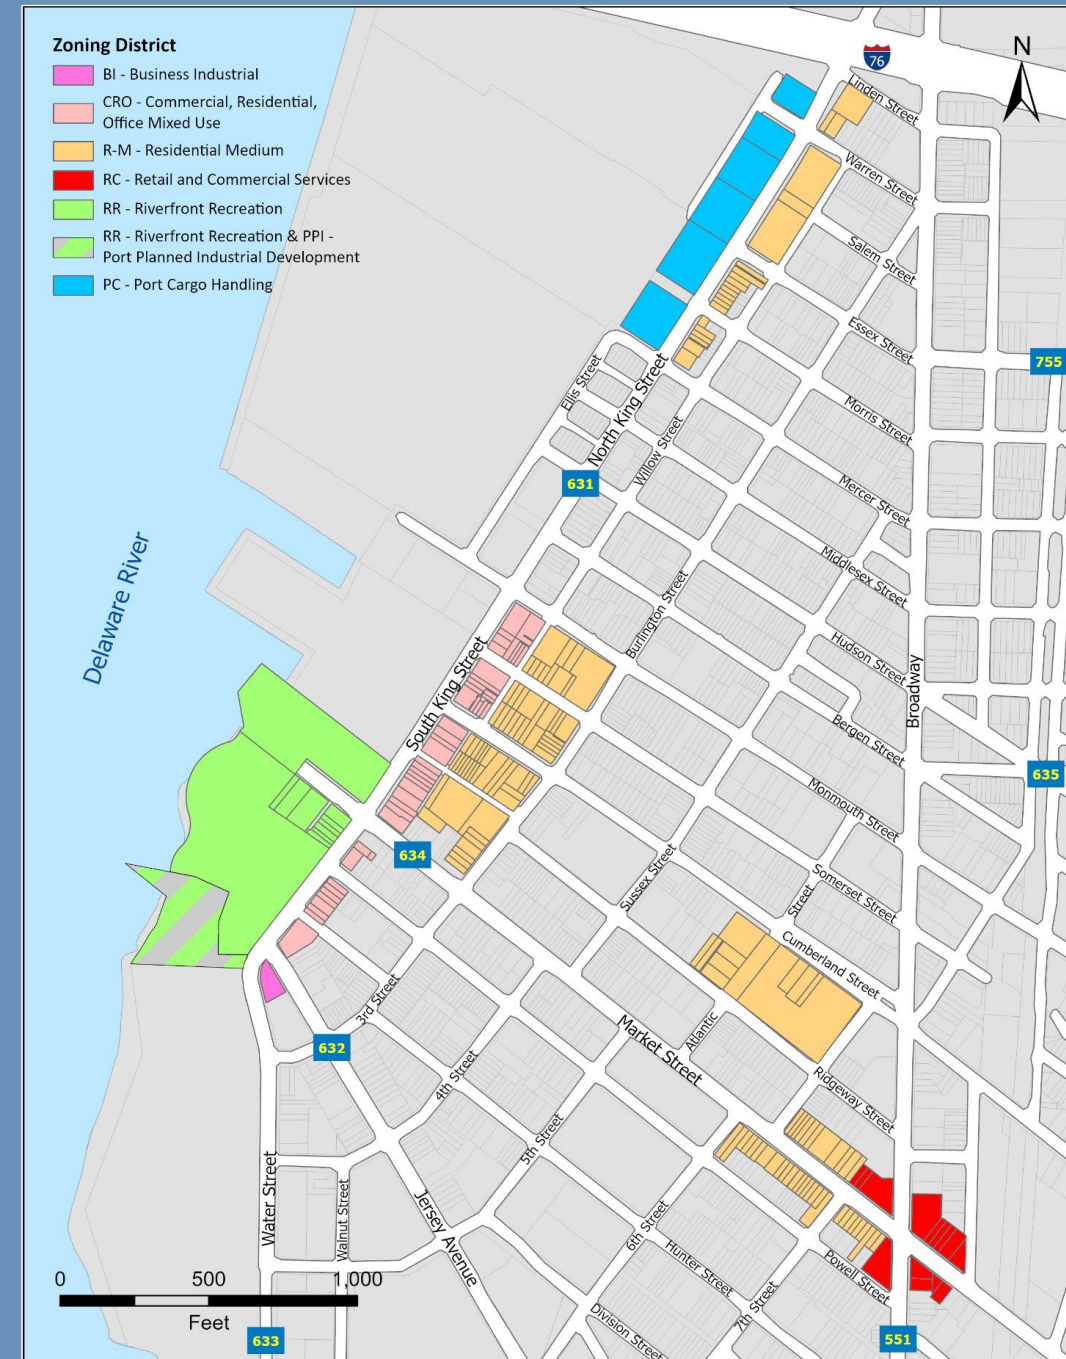 Zoning District
BI - Business Industrial
CRO - Commercial, Residential,
Office Mixed Use
R-M - Residential Medium
RC - Retail and Commercial Services
RR - Riverfront Recreation
RR - Riverfront Recreation & PPI -
Port Planned Industrial Development
PC - Port Cargo Handling
N
76
Linden Street
Warren Street
Salem Street
Essex Street
755
Morris Street
Ellis Street
North King Street
Willow Street
631
Mercer Street
Middlesex Street
Delaware River
Burlington Street
Hudson Street
Broadway
South King Street
Bergen Street
635
Monmouth Street
634
Sussex Street
Somerset Street
Street
Cumberland Street
3rd Street
Atlantic
632
Market Street
4th Street
Ridgeway Street
5th Street
Water Street
Walnut Street
Jersey Avenue
6th Street
Hunter Street
Powell Street
7th Street
Division Street
0 500 1,000
Feet
633
551